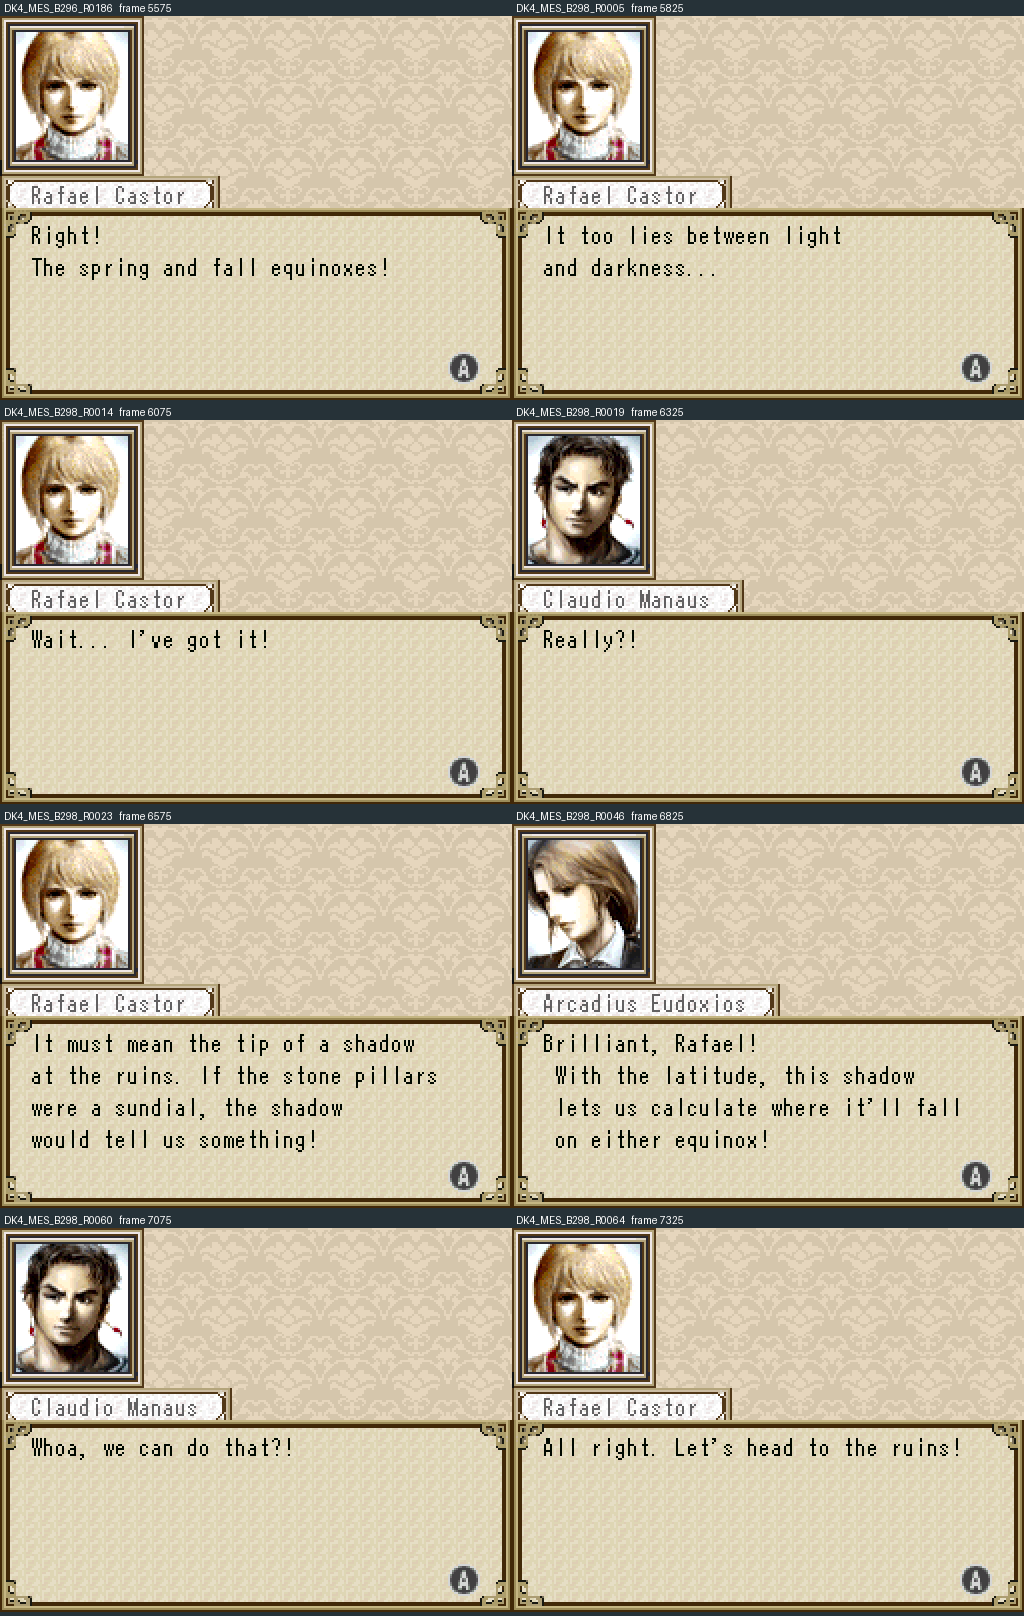 DK4_MES_B296_R0186 frame 5575
Rafael Castor
Right!
The spring and fall equinoxes!
A
DK4_MES_B298_R0005 frame 5825
Rafael Castor
It too lies between light
and darkness...
A
DK4_MES_B298_R0014 frame 6075
Rafael Castor
Wait... I've got it!
A
DK4_MES_B298_R0019 frame 6325
Claudio Manaus
Really?!
A
DK4_MES_B298_R0023 frame 6575
Rafael Castor
It must mean the tip of a shadow
at the ruins. If the stone pillars
were a sundial, the shadow
would tell us something!
A
DK4_MES_B298_R0046 frame 6825
Arcadius Eudoxios
Brilliant, Rafael!
With the latitude, this shadow
lets us calculate where it'll fall
on either equinox!
A
DK4_MES_B298_R0060 frame 7075
Claudio Manaus
Whoa, we can do that?!
A
DK4_MES_B298_R0064 frame 7325
Rafael Castor
All right. Let's head to the ruins!
A